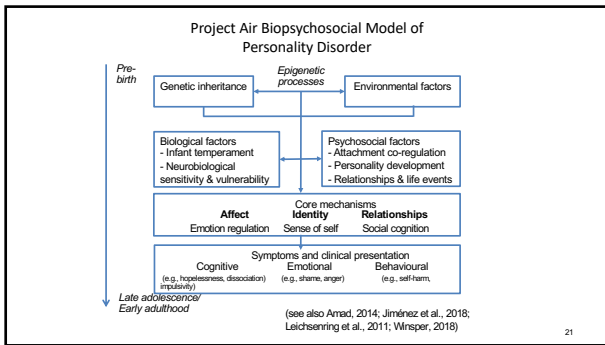 Project Air Biopsychosocial Model of
Personality Disorder
Pre-
birth
Epigenetic
processes
Genetic inheritance
Environmental factors
Biological factors
- Infant temperament
- Neurobiological
sensitivity & vulnerability
Psychosocial factors
- Attachment co-regulation
- Personality development
- Relationships & life events
Core mechanisms
Affect Identity Relationships
Emotion regulation Sense of self Social cognition
Symptoms and clinical presentation
Cognitive Emotional Behavioural
(e.g., hopelessness, dissociation) (e.g., shame, anger) (e.g., self-harm,
impulsivity)
Late adolescence/
Early adulthood
(see also Amad, 2014; Jiménez et al., 2018;
Leichsenring et al., 2011; Winsper, 2018)
21